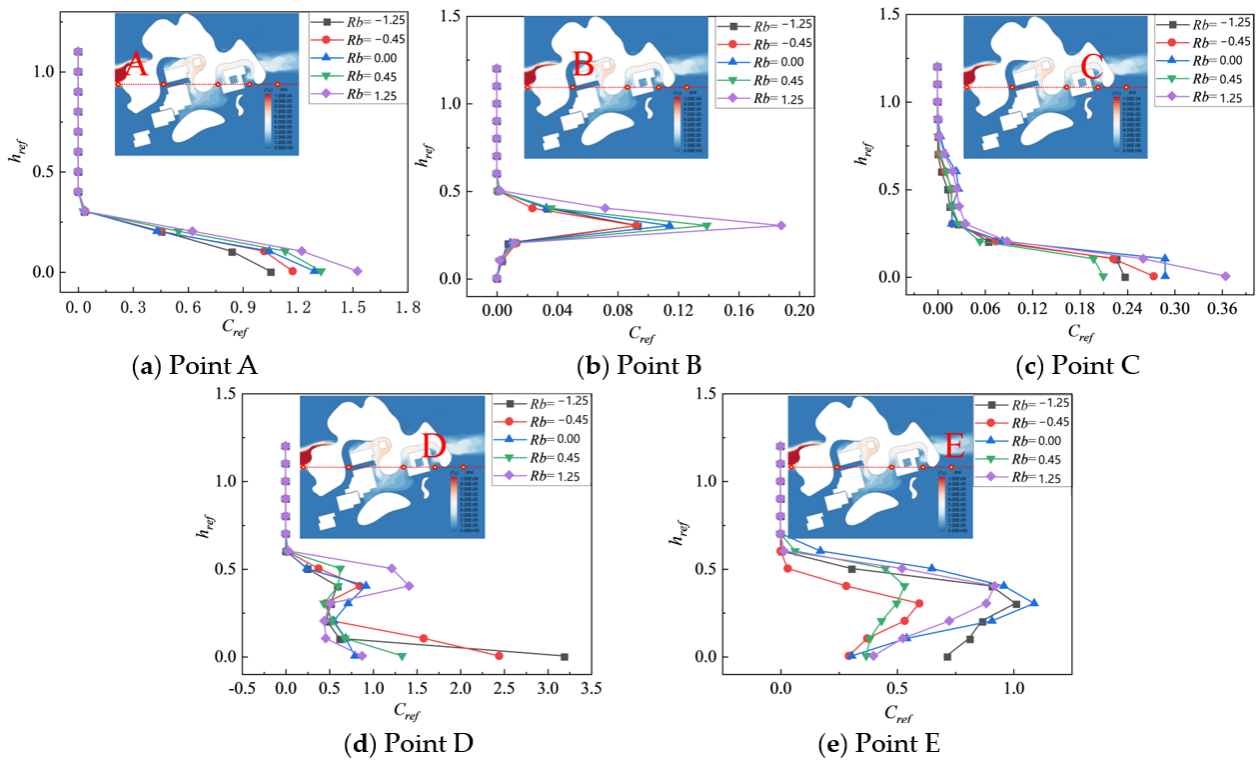 A
Rb= −1.25
Rb= −0.45
Rb= 0.00
Rb= 0.45
Rb= 1.25
1.0
0.5
0.0
h_ref
0.0 0.3 0.6 0.9 1.2 1.5 1.8
C_ref
(a) Point A
B
Rb= −1.25
Rb= −0.45
Rb= 0.00
Rb= 0.45
Rb= 1.25
1.5
1.0
0.5
0.0
h_ref
0.00 0.04 0.08 0.12 0.16 0.20
C_ref
(b) Point B
C
Rb= −1.25
Rb= −0.45
Rb= 0.00
Rb= 0.45
Rb= 1.25
1.5
1.0
0.5
0.0
h_ref
0.00 0.06 0.12 0.18 0.24 0.30 0.36
C_ref
(c) Point C
D
Rb= −1.25
Rb= −0.45
Rb= 0.00
Rb= 0.45
Rb= 1.25
1.5
1.0
0.5
0.0
h_ref
-0.5 0.0 0.5 1.0 1.5 2.0 2.5 3.0 3.5
C_ref
(d) Point D
E
Rb= −1.25
Rb= −0.45
Rb= 0.00
Rb= 0.45
Rb= 1.25
1.5
1.0
0.5
0.0
h_ref
0.0 0.5 1.0
C_ref
(e) Point E